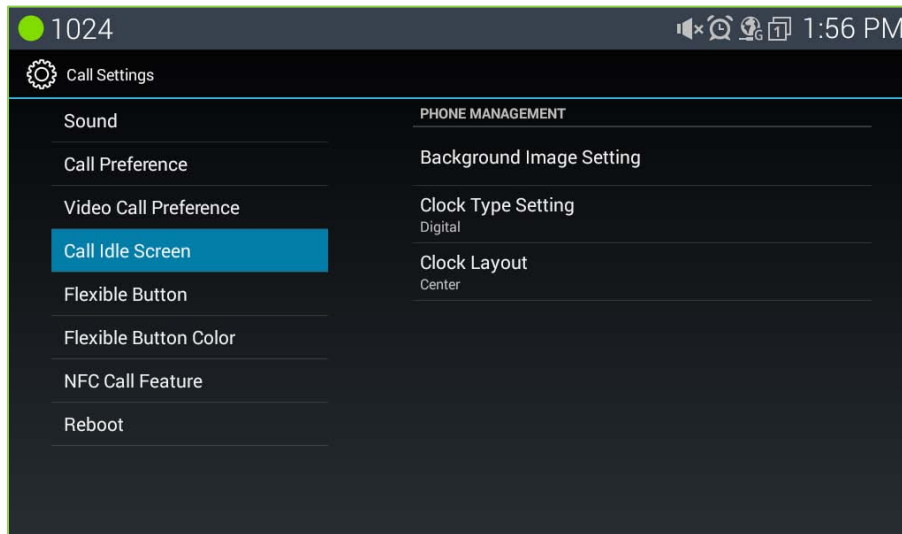 1024
1:56 PM
Call Settings
Sound
Call Preference
Video Call Preference
Call Idle Screen
Flexible Button
Flexible Button Color
NFC Call Feature
Reboot
PHONE MANAGEMENT
Background Image Setting
Clock Type Setting
Digital
Clock Layout
Center